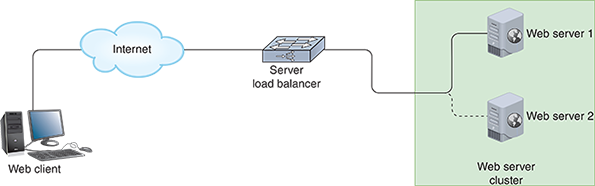 Internet
Server
load balancer
Web server 1
Web server 2
Web client
Web server
cluster